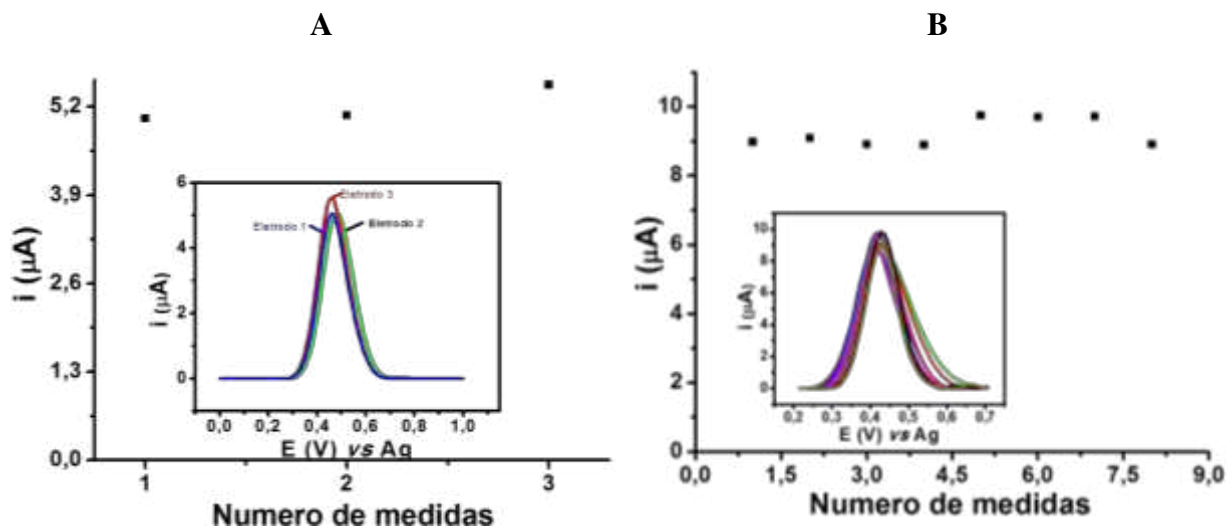 A
B
i (µA)
5,2
3,9
2,6
1,3
0,0
1
2
3
Numero de medidas
i (µA)
6
4
2
0
0,0 0,2 0,4 0,6 0,8 1,0
E (V) vs Ag
Eletrodo 3
Eletrodo 1
Eletrodo 2
i (µA)
10
8
6
4
2
0
0,0 1,5 3,0 4,5 6,0 7,5 9,0
Numero de medidas
i (µA)
10
8
6
4
2
0
0,2 0,3 0,4 0,5 0,6 0,7
E (V) vs Ag